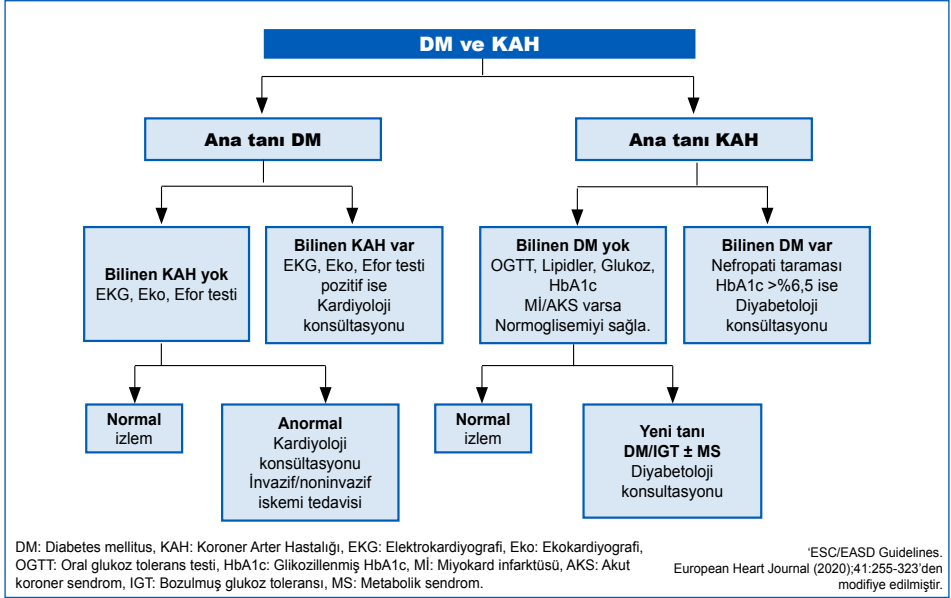 DM ve KAH
Ana tanı DM
Ana tanı KAH
Bilinen KAH yok
EKG, Eko, Efor testi
Bilinen KAH var
EKG, Eko, Efor testi
pozitif ise
Kardiyoloji
konsültasyonu
Bilinen DM yok
OGTT, Lipidler, Glukoz,
HbA1c
Mİ/AKS varsa
Normoglisemiyi sağla.
Bilinen DM var
Nefropati taraması
HbA1c >%6,5 ise
Diyabetoloji
konsültasyonu
Normal
izlem
Anormal
Kardiyoloji
konsültasyonu
İnvazif/noninvazif
iskemi tedavisi
Normal
izlem
Yeni tanı
DM/IGT ± MS
Diyabetoloji
konsultasyonu
DM: Diabetes mellitus, KAH: Koroner Arter Hastalığı, EKG: Elektrokardiyografi, Eko: Ekokardiyografi,
OGTT: Oral glukoz tolerans testi, HbA1c: Glikozillenmiş HbA1c, Mİ: Miyokard infarktüsü, AKS: Akut
koroner sendrom, IGT: Bozulmuş glukoz toleransı, MS: Metabolik sendrom.
‘ESC/EASD Guidelines.
European Heart Journal (2020);41:255-323’den
modifiye edilmiştir.